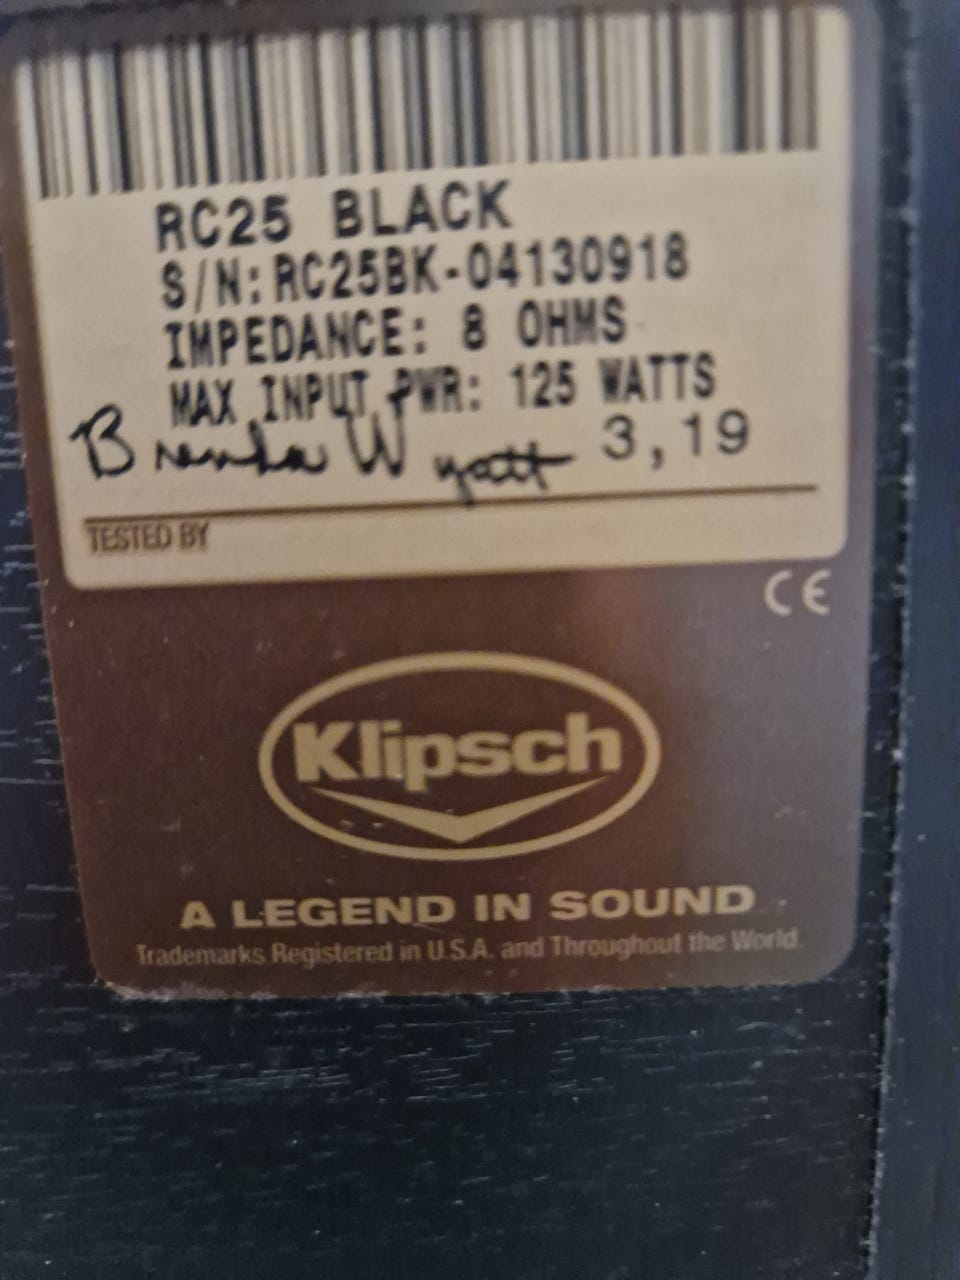 RC25 BLACK
S/N: RC25BK-04130918
IMPEDANCE: 8 OHMS
MAX INPUT PWR: 125 WATTS
Brenda Wyatt 3,19
TESTED BY
CE
Klipsch
A LEGEND IN SOUND
Trademarks Registered in U.S.A. and Throughout the World.